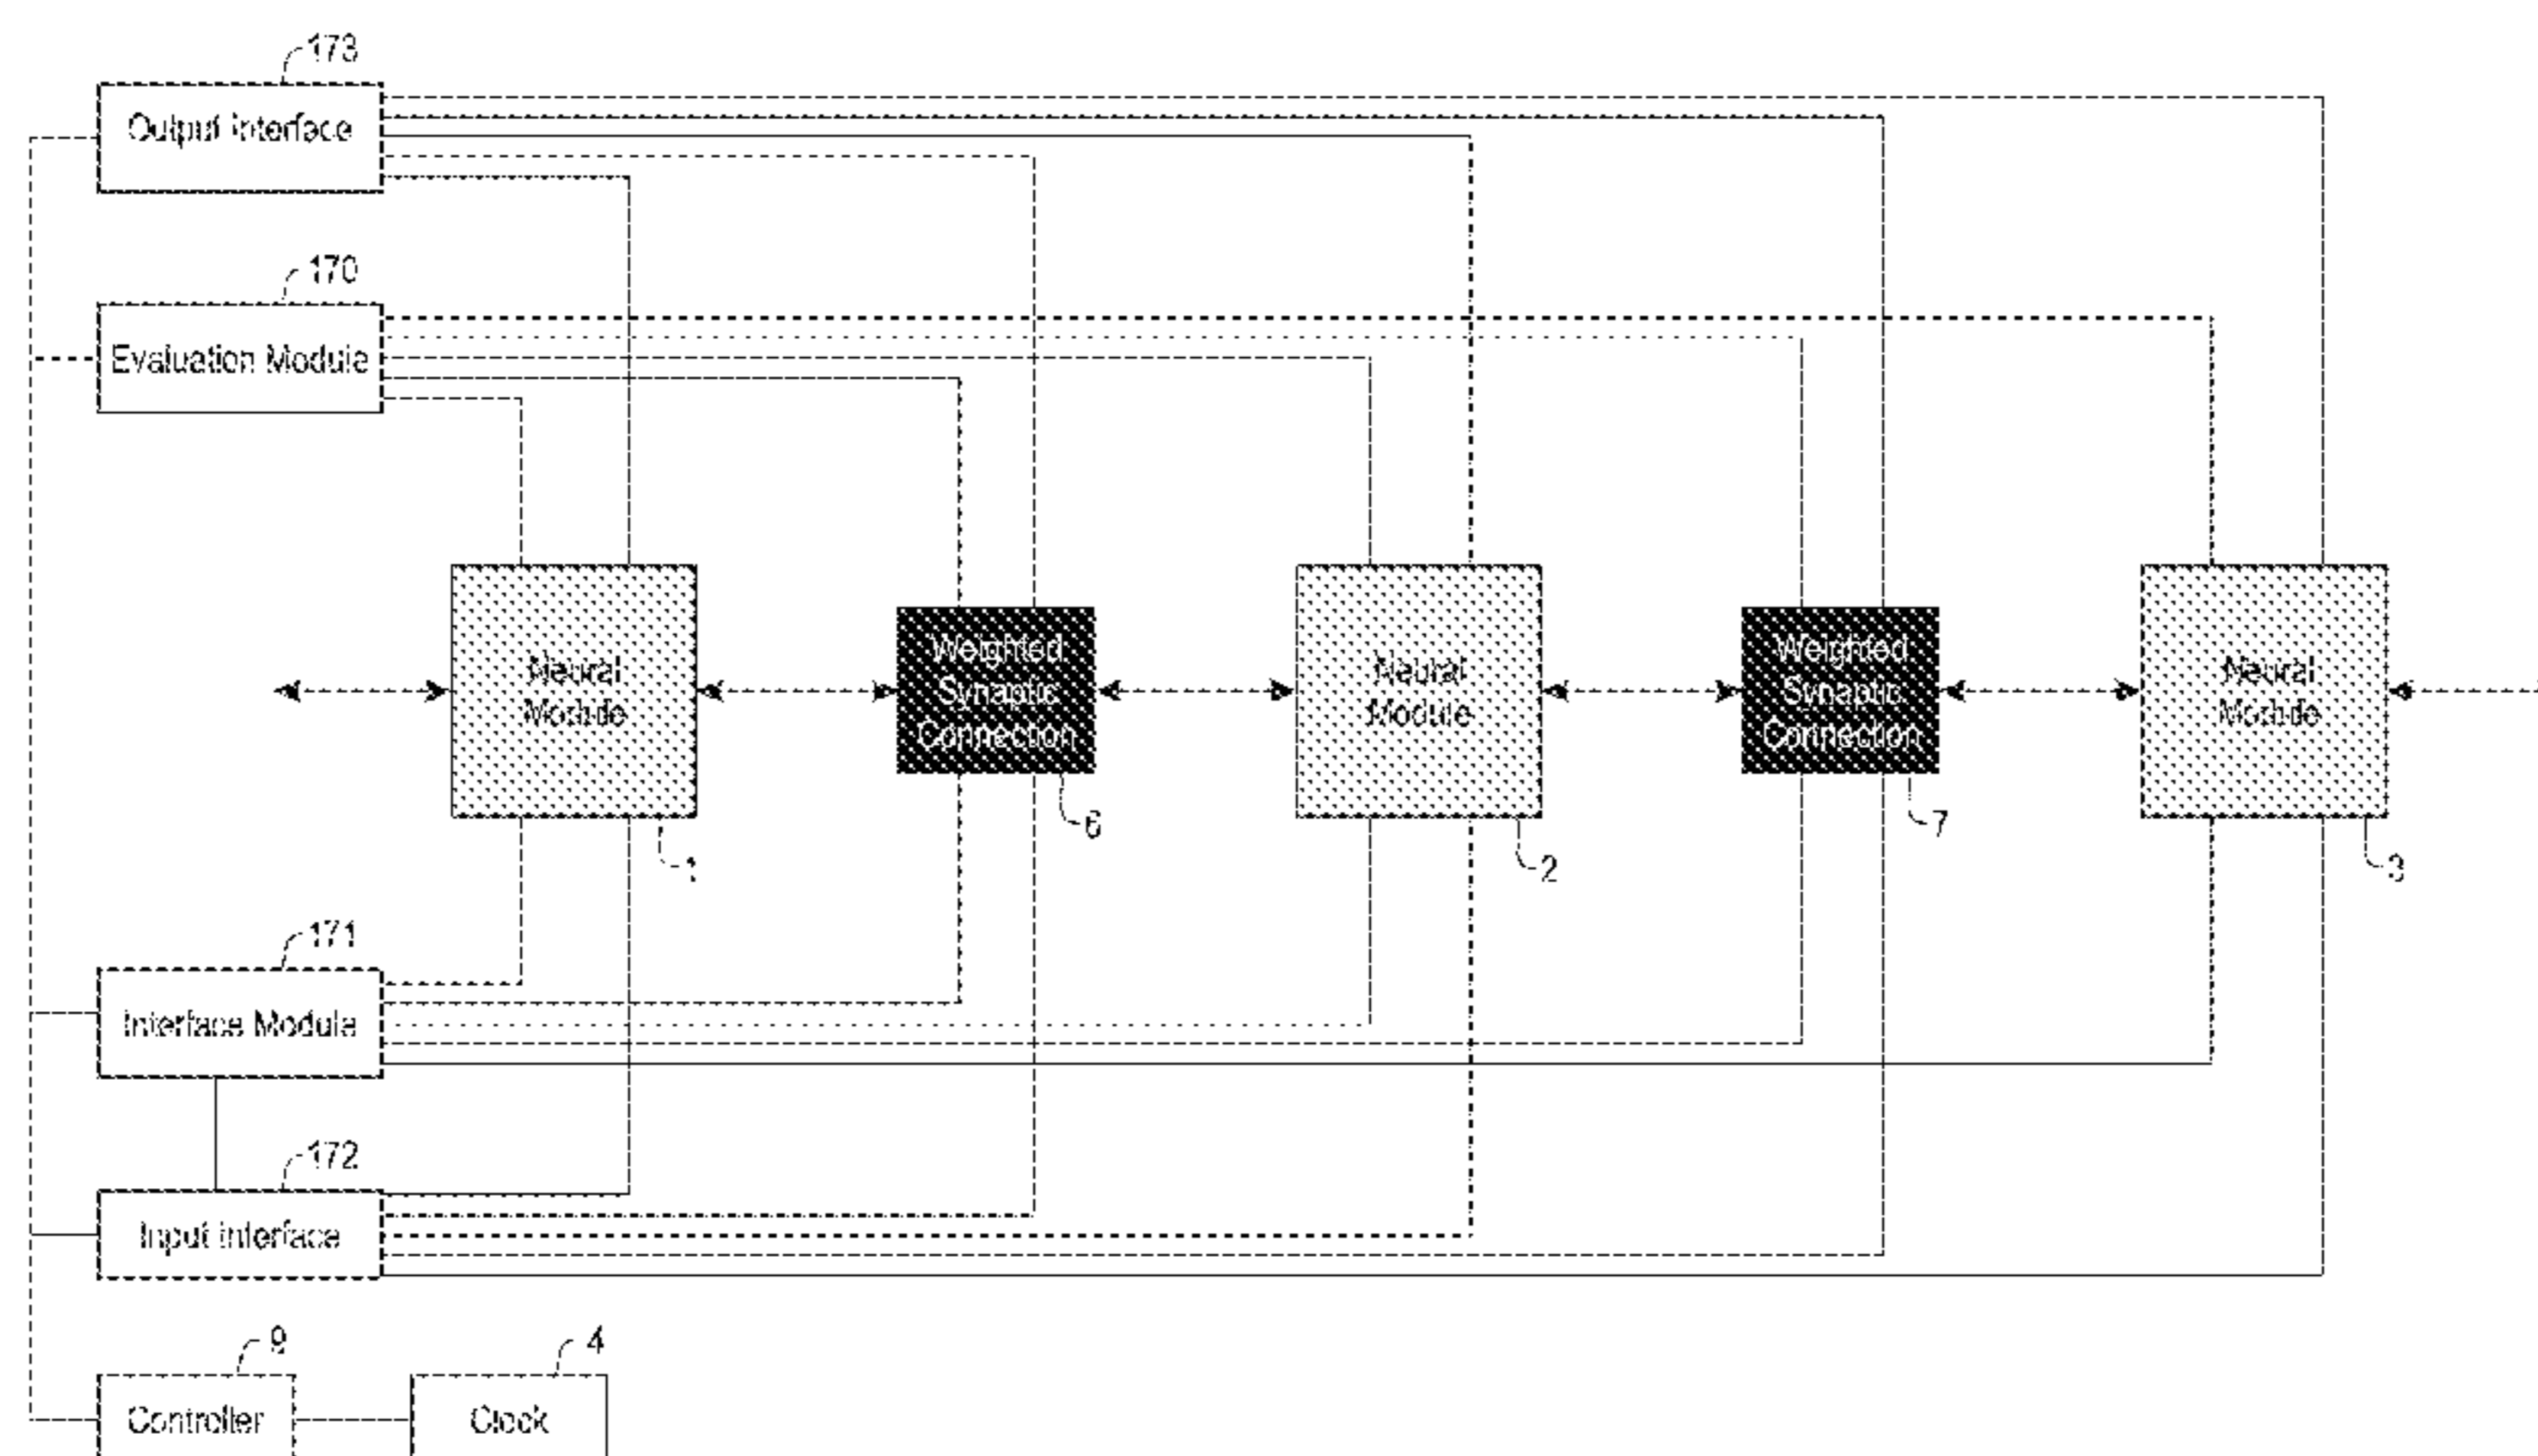 173
Output Interface
170
Evaluation Module
Neural
Module
Weighted
Synaptic
Connection
Neural
Module
Weighted
Synaptic
Connection
Neural
Module
6
7
1
2
3
171
Interface Module
172
Input Interface
9
4
Controller
Clock